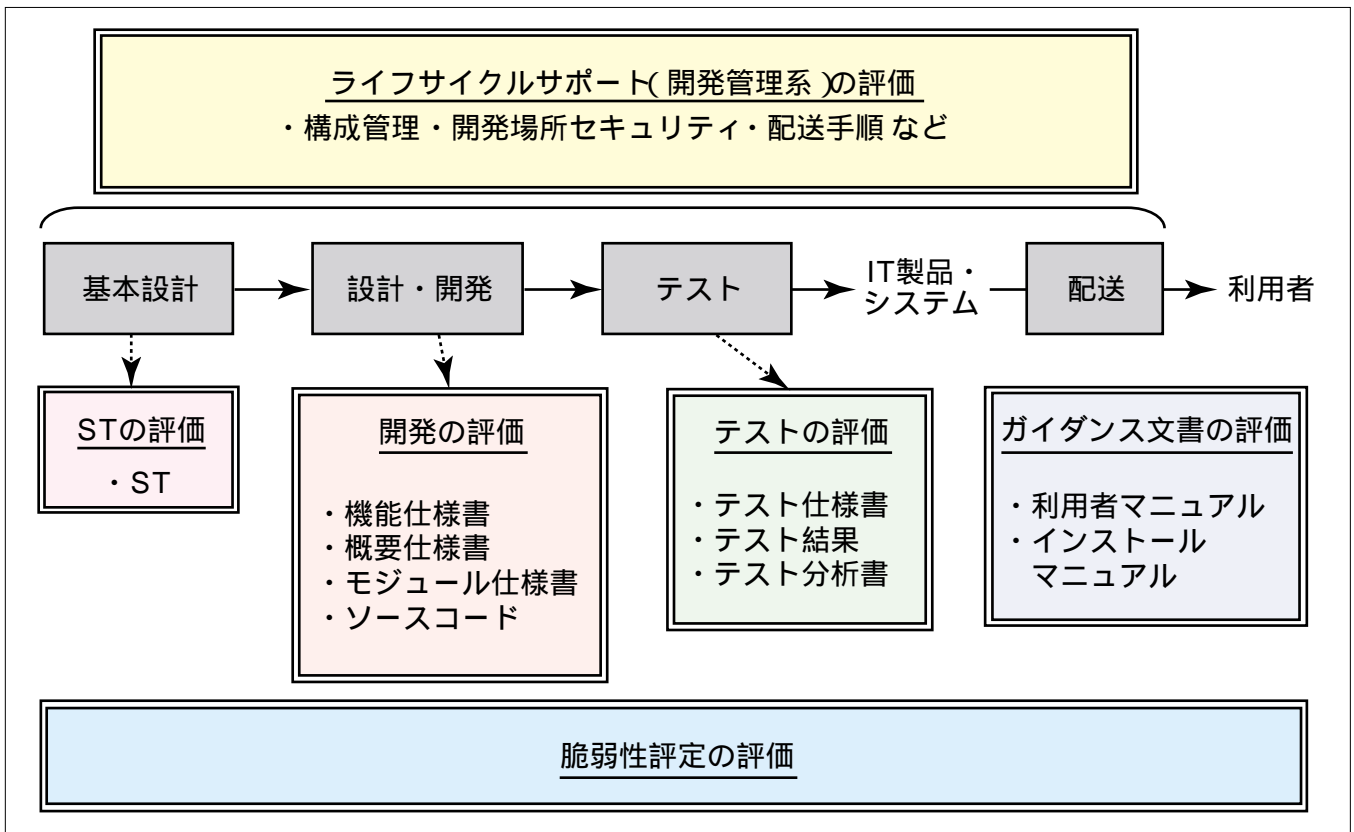 ライフサイクルサポート(開発管理系)の評価
・構成管理・開発場所セキュリティ・配送手順 など
基本設計
設計・開発
テスト
IT製品・
システム
配送
利用者
STの評価
・ST
開発の評価
・機能仕様書
・概要仕様書
・モジュール仕様書
・ソースコード
テストの評価
・テスト仕様書
・テスト結果
・テスト分析書
ガイダンス文書の評価
・利用者マニュアル
・インストール
マニュアル
脆弱性評定の評価